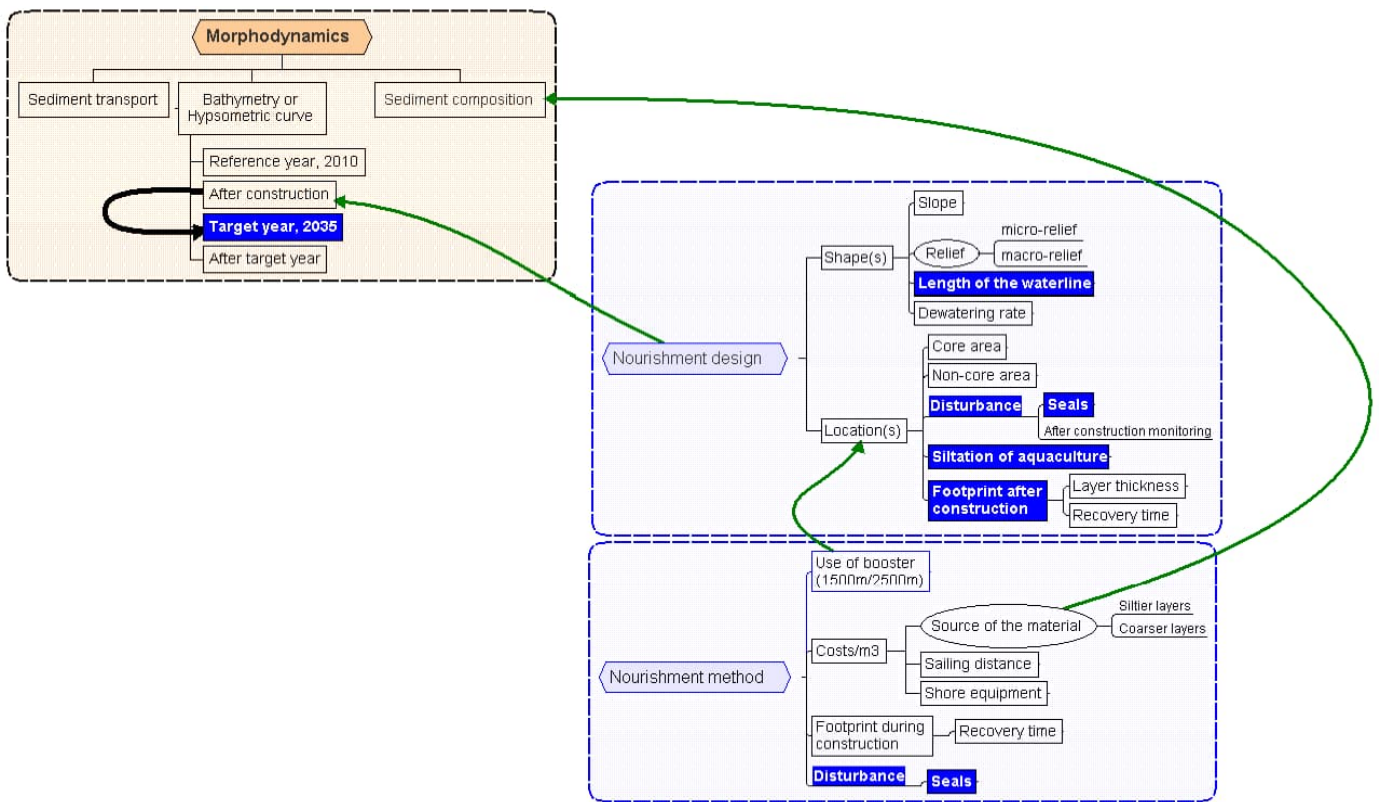 Morphodynamics
Sediment transport
Bathymetry or
Hypsometric curve
Sediment composition
Reference year, 2010
After construction
Target year, 2035
After target year
Nourishment design
Shape(s)
Slope
Relief
micro-relief
macro-relief
Length of the waterline
Dewatering rate
Location(s)
Core area
Non-core area
Disturbance
Seals
After construction monitoring
Siltation of aquaculture
Footprint after
construction
Layer thickness
Recovery time
Nourishment method
Use of booster
(1500m/2500m)
Costs/m3
Source of the material
Siltier layers
Coarser layers
Sailing distance
Shore equipment
Footprint during
construction
Recovery time
Disturbance
Seals